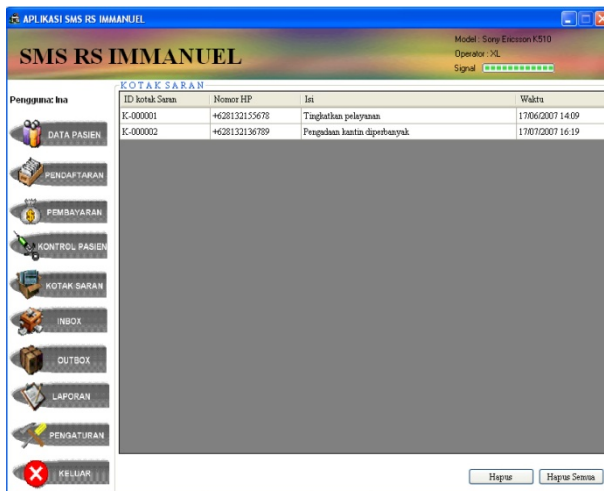 APLIKASI SMS RS IMMANUEL
SMS RS IMMANUEL
Model : Sony Ericsson K510
Operator : XL
Signal
Pengguna: Ina
KOTAK SARAN
ID kotak Saran Nomor HP Isi Waktu
K-000001 +628132155678 Tingkatkan pelayanan 17/06/2007 14:09
K-000002 +628132136789 Pengadaan kantin diperbanyak 17/07/2007 16:19
DATA PASIEN
PENDAFTARAN
PEMBAYARAN
KONTROL PASIEN
KOTAK SARAN
INBOX
OUTBOX
LAPORAN
PENGATURAN
KELUAR
Hapus Hapus Semua